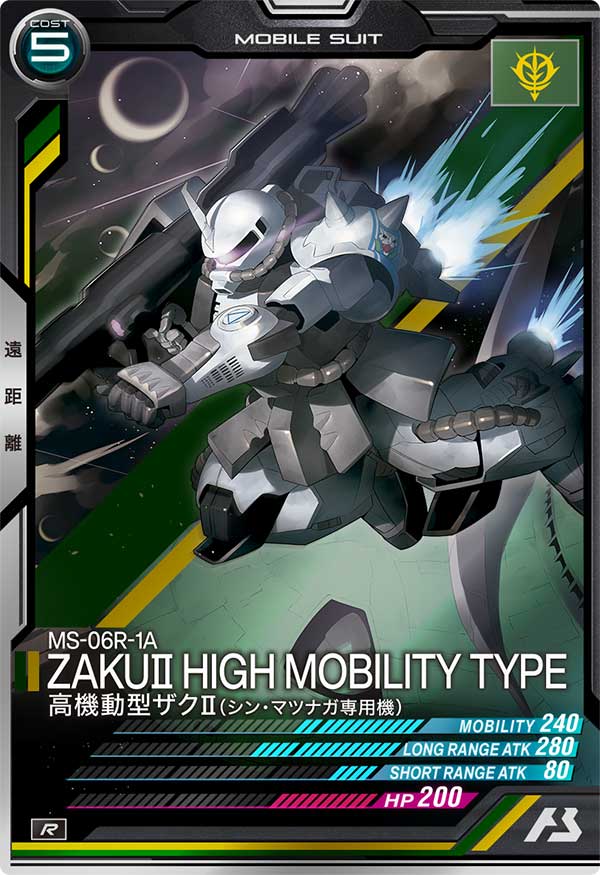 COST
5
MOBILE SUIT
遠距離
MS-06R-1A
ZAKUⅡ HIGH MOBILITY TYPE
高機動型ザクⅡ(シン・マツナガ専用機)
MOBILITY 240
LONG RANGE ATK 280
SHORT RANGE ATK 80
HP 200
R